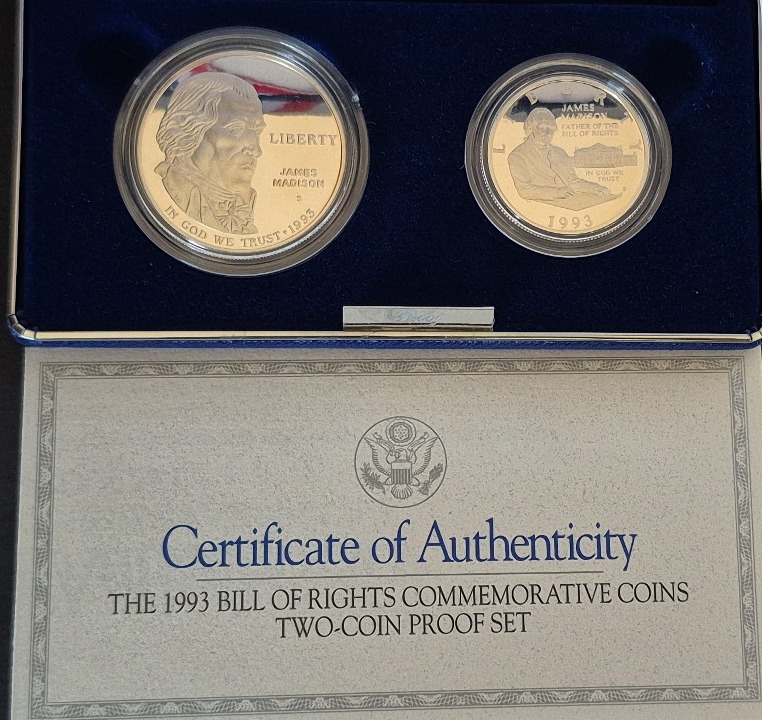 LIBERTY
JAMES
MADISON
S
IN GOD WE TRUST • 1993
JAMES
MADISON
FATHER OF THE
BILL OF RIGHTS
IN GOD WE
TRUST
S
1993
Certificate of Authenticity
THE 1993 BILL OF RIGHTS COMMEMORATIVE COINS
TWO-COIN PROOF SET